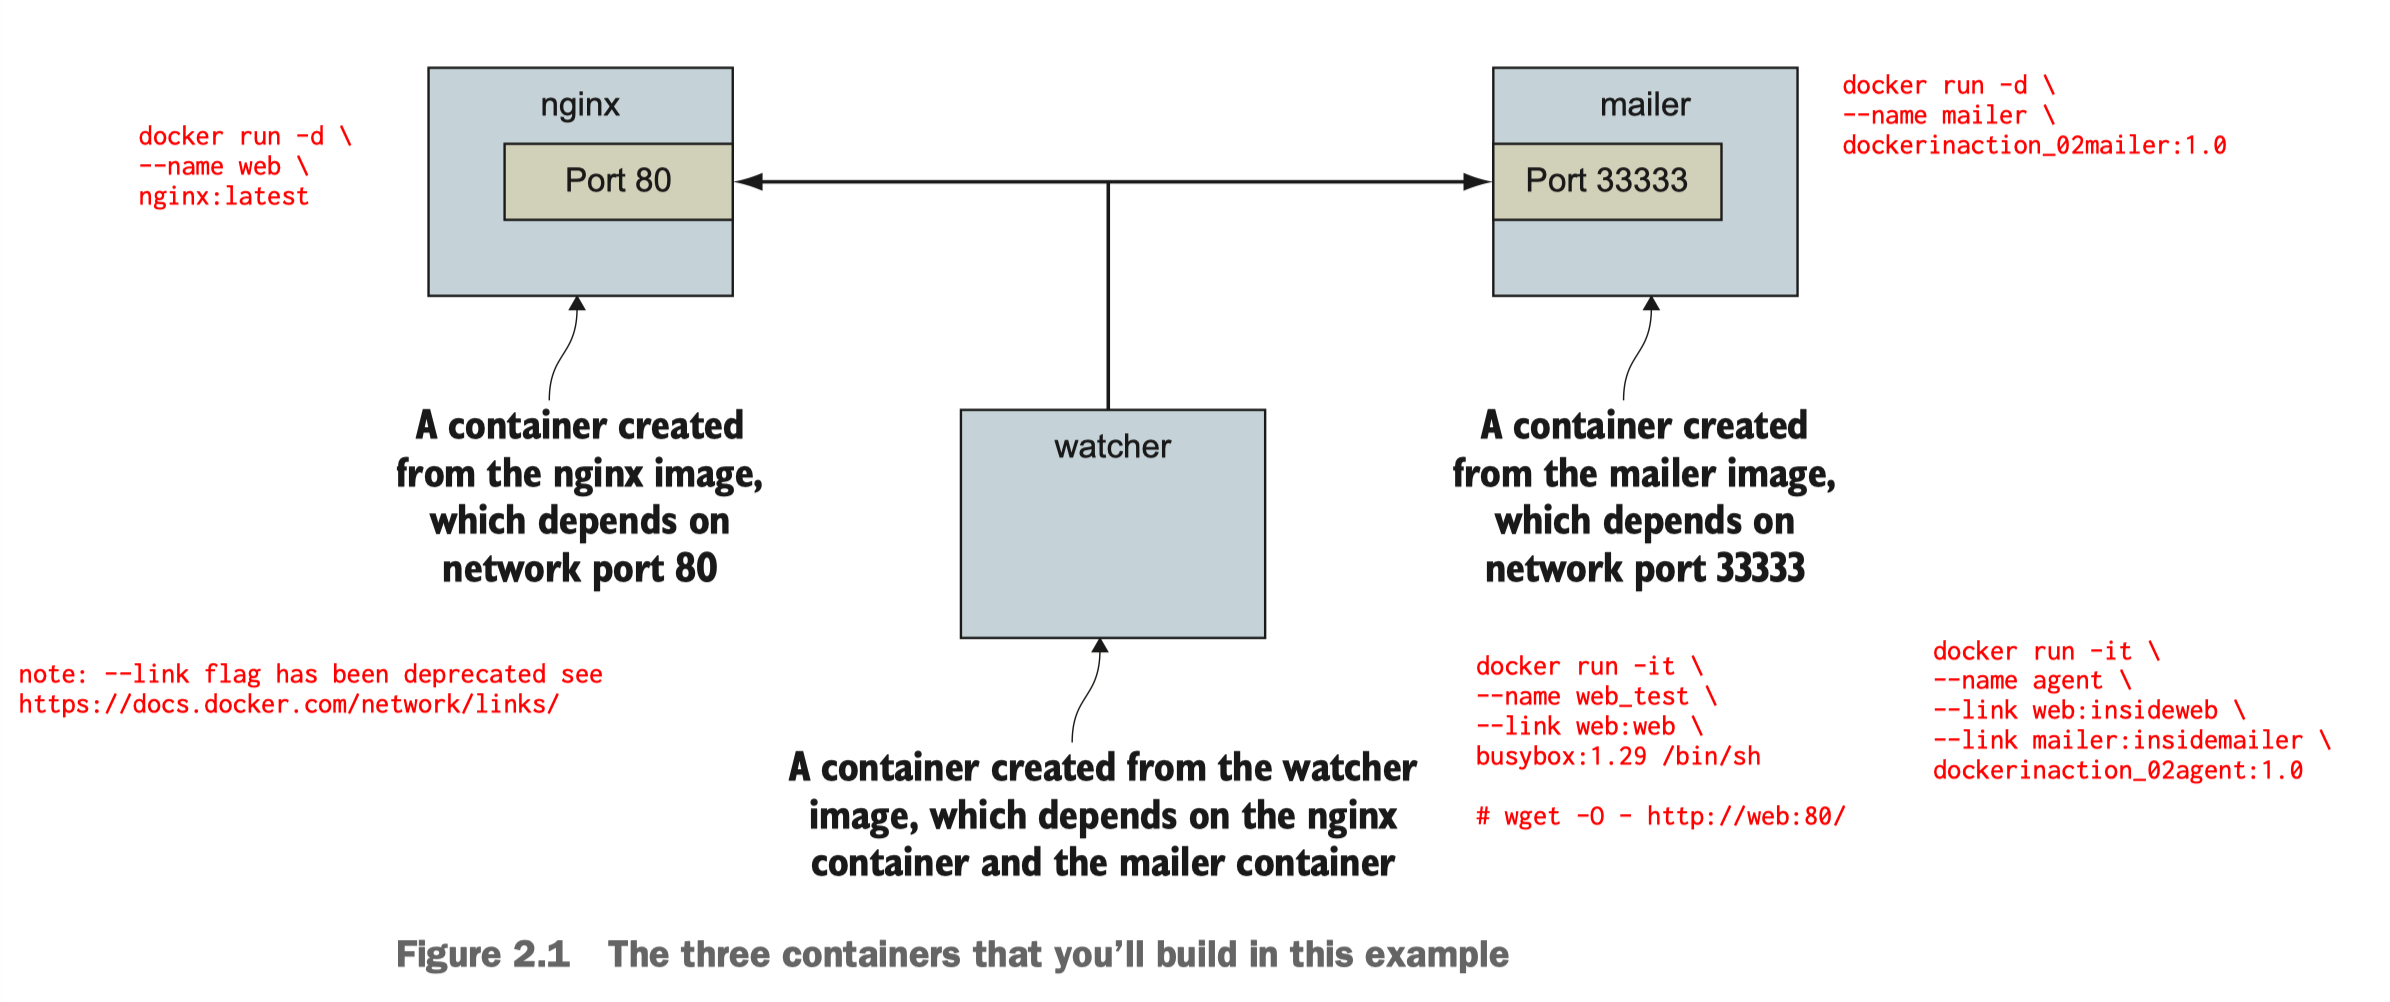 docker run -d \
--name web \
nginx:latest
nginx
Port 80
mailer
Port 33333
docker run -d \
--name mailer \
dockerinaction_02mailer:1.0
A container created
from the nginx image,
which depends on
network port 80
watcher
A container created
from the mailer image,
which depends on
network port 33333
note: --link flag has been deprecated see
https://docs.docker.com/network/links/
A container created from the watcher
image, which depends on the nginx
container and the mailer container
docker run -it \
--name web_test \
--link web:web \
busybox:1.29 /bin/sh
# wget -O - http://web:80/
docker run -it \
--name agent \
--link web:insideweb \
--link mailer:insidemailer \
dockerinaction_02agent:1.0
Figure 2.1 The three containers that you’ll build in this example